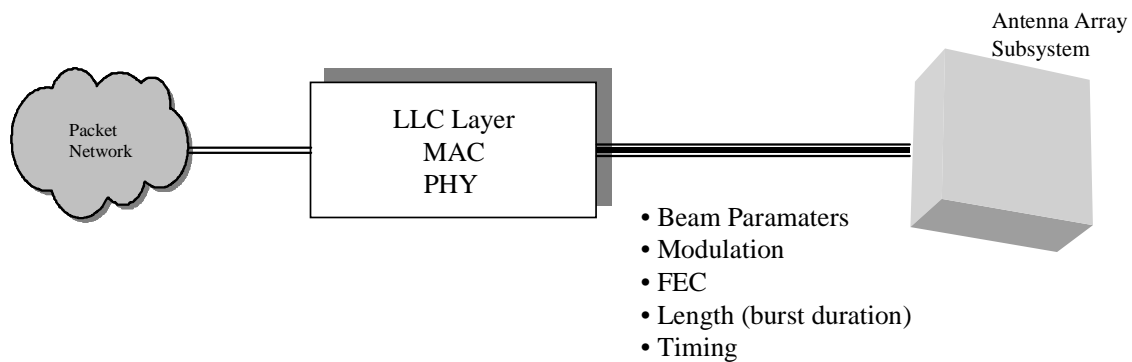 Antenna Array
Subsystem
Packet
Network
LLC Layer
MAC
PHY
• Beam Paramaters
• Modulation
• FEC
• Length (burst duration)
• Timing